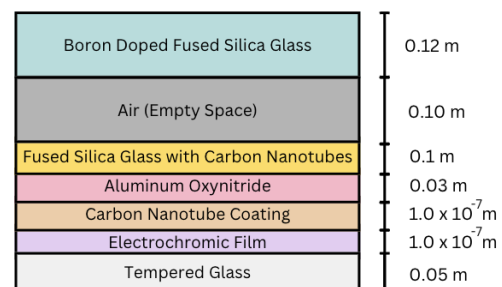 Boron Doped Fused Silica Glass 0.12 m
Air (Empty Space) 0.10 m
Fused Silica Glass with Carbon Nanotubes 0.1 m
Aluminum Oxynitride 0.03 m
Carbon Nanotube Coating 1.0 x 10⁻⁷m
Electrochromic Film 1.0 x 10⁻⁷m
Tempered Glass 0.05 m